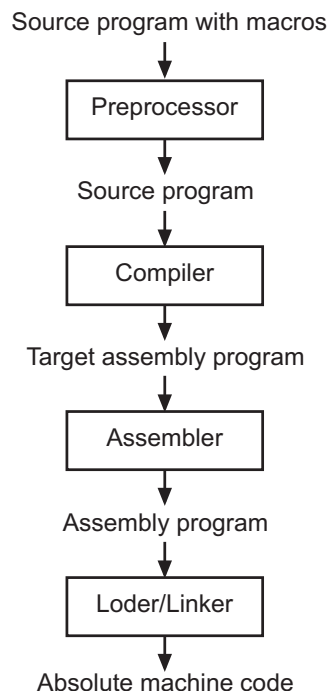 Source program with macros
Preprocessor
Source program
Compiler
Target assembly program
Assembler
Assembly program
Loder/Linker
Absolute machine code